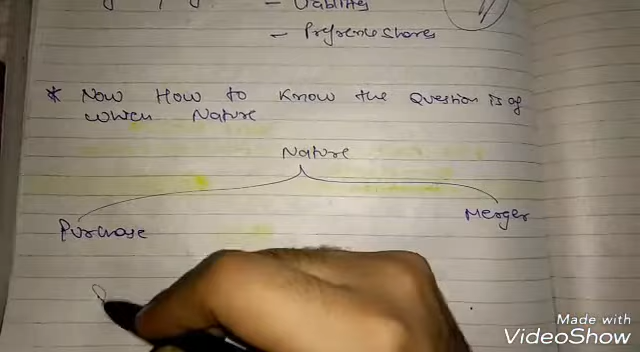 - Liabilities
- Preference Shares
* Now How to Know the Question is of
which Nature
Nature
Purchase
Merger
Made with
VideoShow